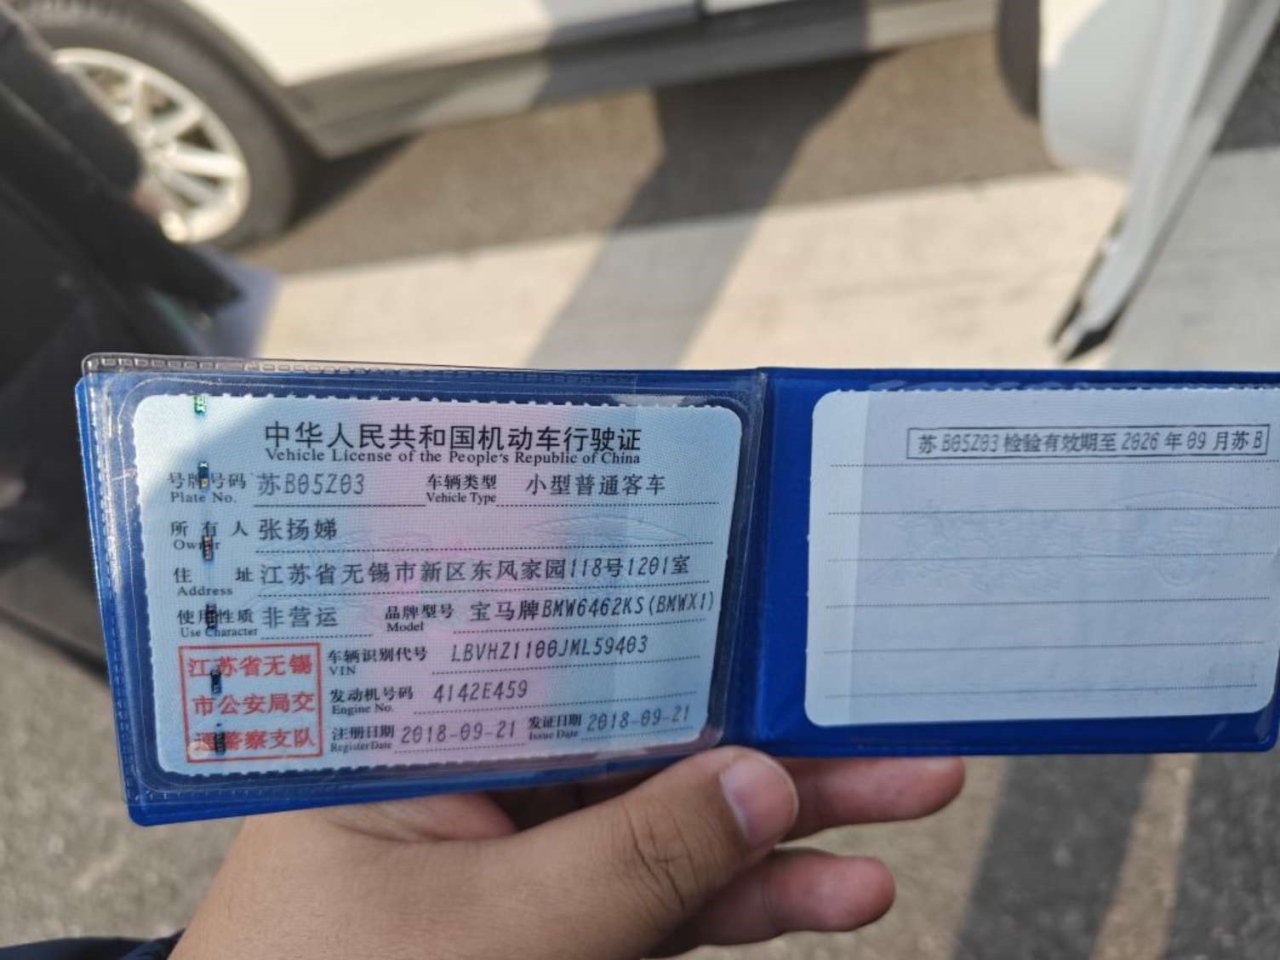 中华人民共和国机动车行驶证
Vehicle License of the People's Republic of China
号牌号码 苏B05Z03 车辆类型 小型普通客车
Plate No. Vehicle Type
所有人 张扬娣
Owner
住址 江苏省无锡市新区东风家园118号1201室
Address
使用性质 非营运 品牌型号 宝马牌BMW6462KS(BMWX1)
Use Character Model
江苏省无锡
市公安局交
通警察支队
车辆识别代号 LBVHZ1100JML59403
VIN
发动机号码 4142E459
Engine No.
注册日期 2018-09-21 发证日期 2018-09-21
Register Date Issue Date
苏B05Z03 检验有效期至 2026年09月苏B